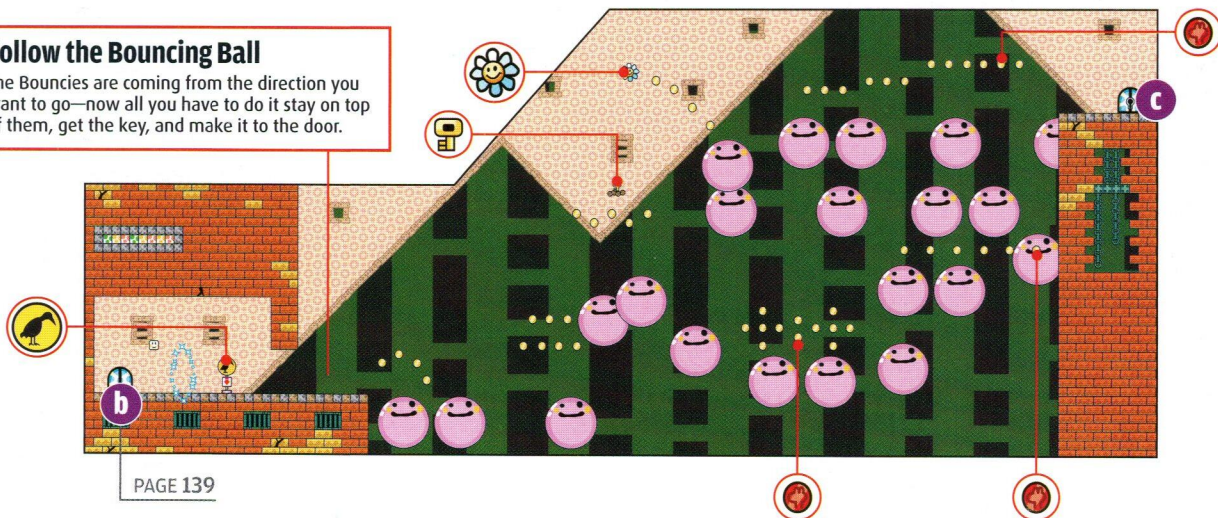 ollow the Bouncing Ball
he Bouncies are coming from the direction you
ant to go—now all you have to do it stay on top
f them, get the key, and make it to the door.
c
b
PAGE 139